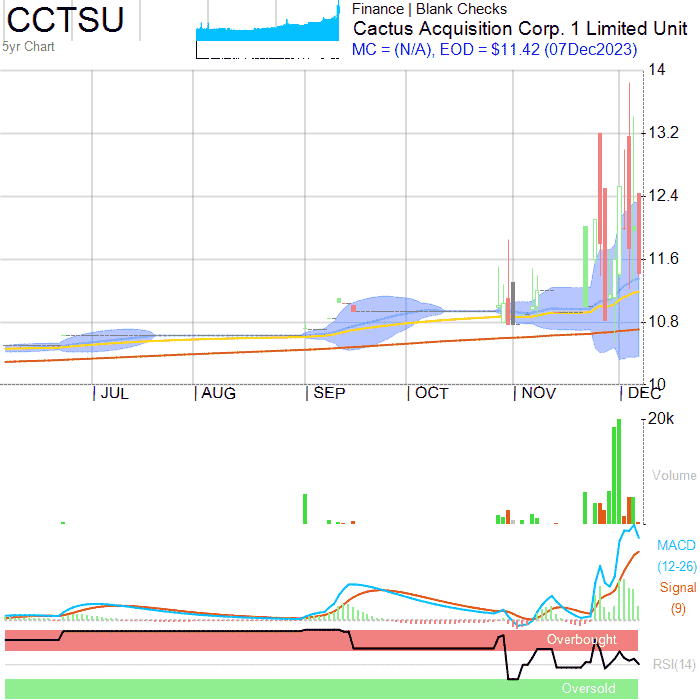 CCTSU
5yr Chart
Finance | Blank Checks
Cactus Acquisition Corp. 1 Limited Unit
MC = (N/A), EOD = $11.42 (07Dec2023)
14
13.2
12.4
11.6
10.8
10
JUL
AUG
SEP
OCT
NOV
DEC
20k
Volume
MACD
(12-26)
Signal
(9)
Overbought
RSI(14)
Oversold